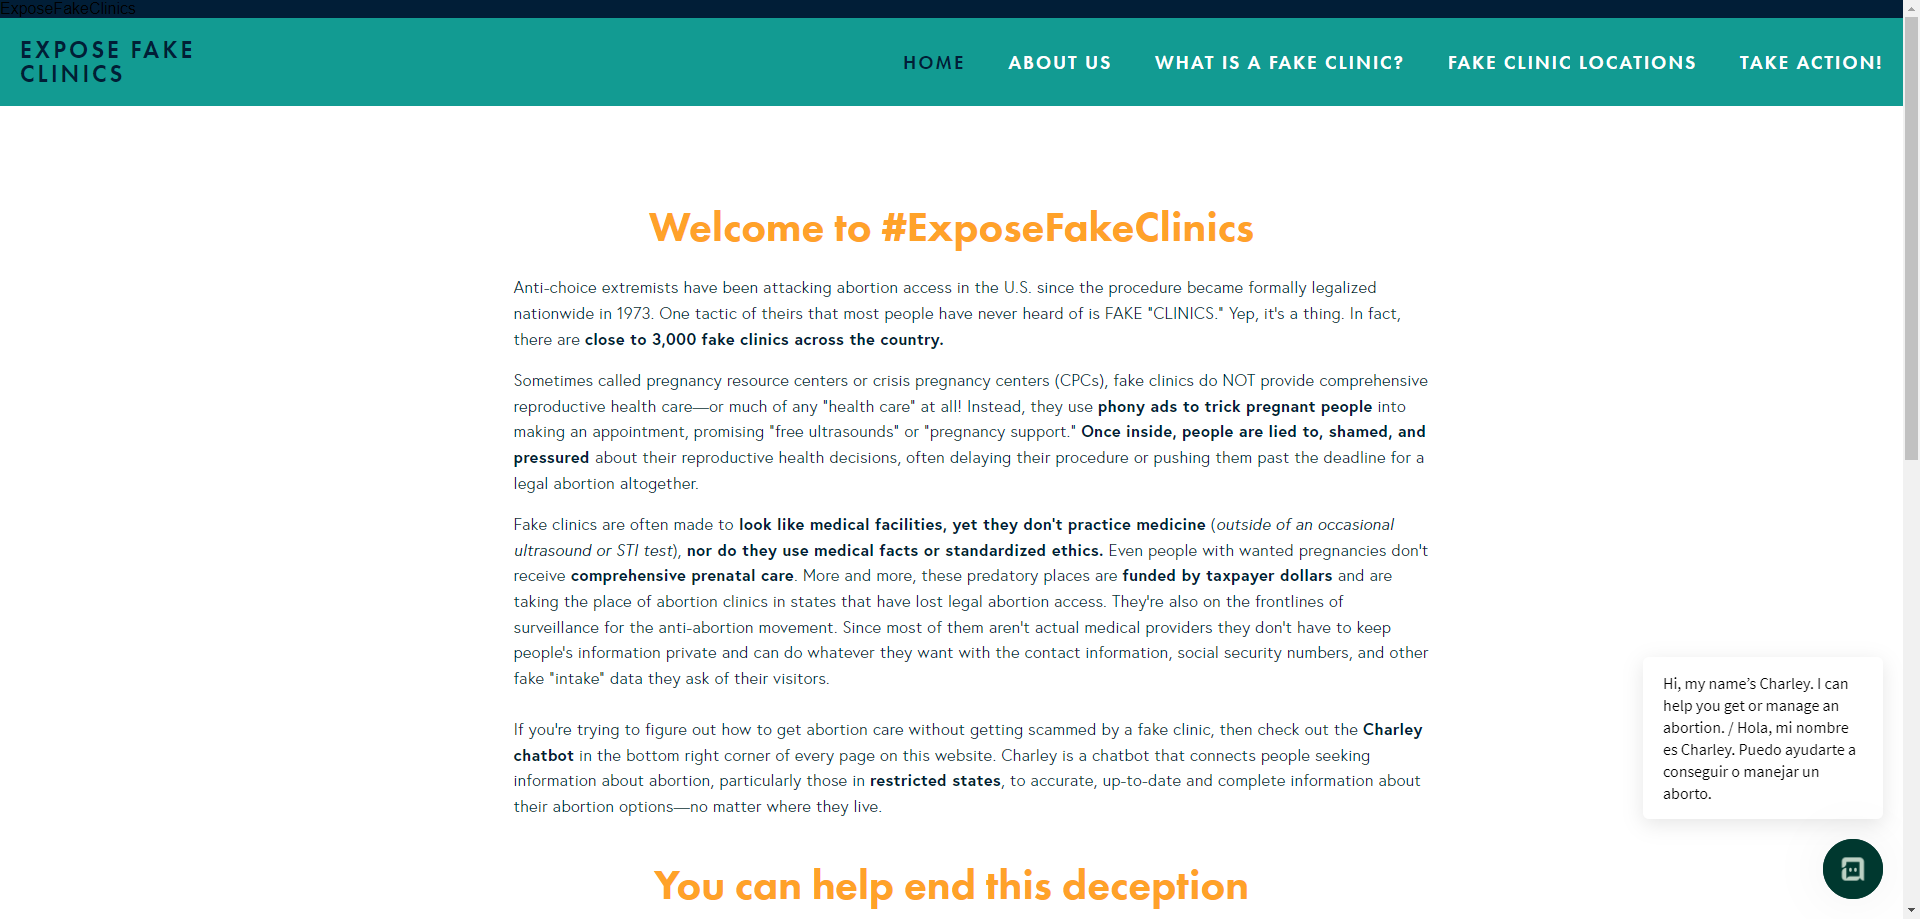 ExposeFakeClinics
EXPOSE FAKE
CLINICS
HOME
ABOUT US
WHAT IS A FAKE CLINIC?
FAKE CLINIC LOCATIONS
TAKE ACTION!
Welcome to #ExposeFakeClinics
Anti-choice extremists have been attacking abortion access in the U.S. since the procedure became formally legalized
nationwide in 1973. One tactic of theirs that most people have never heard of is FAKE "CLINICS." Yep, it's a thing. In fact,
there are close to 3,000 fake clinics across the country.
Sometimes called pregnancy resource centers or crisis pregnancy centers (CPCs), fake clinics do NOT provide comprehensive
reproductive health care—or much of any "health care" at all! Instead, they use phony ads to trick pregnant people into
making an appointment, promising "free ultrasounds" or "pregnancy support." Once inside, people are lied to, shamed, and
pressured about their reproductive health decisions, often delaying their procedure or pushing them past the deadline for a
legal abortion altogether.
Fake clinics are often made to look like medical facilities, yet they don't practice medicine (outside of an occasional
ultrasound or STI test), nor do they use medical facts or standardized ethics. Even people with wanted pregnancies don't
receive comprehensive prenatal care. More and more, these predatory places are funded by taxpayer dollars and are
taking the place of abortion clinics in states that have lost legal abortion access. They're also on the frontlines of
surveillance for the anti-abortion movement. Since most of them aren't actual medical providers they don't have to keep
people's information private and can do whatever they want with the contact information, social security numbers, and other
fake "intake" data they ask of their visitors.
If you're trying to figure out how to get abortion care without getting scammed by a fake clinic, then check out the Charley
chatbot in the bottom right corner of every page on this website. Charley is a chatbot that connects people seeking
information about abortion, particularly those in restricted states, to accurate, up-to-date and complete information about
their abortion options—no matter where they live.
You can help end this deception
Hi, my name's Charley. I can
help you get or manage an
abortion. / Hola, mi nombre
es Charley. Puedo ayudarte a
conseguir o manejar un
aborto.